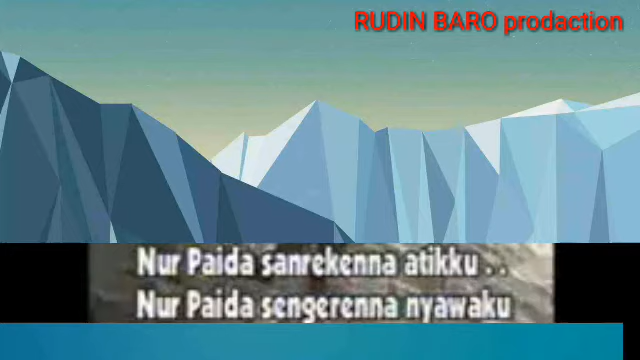 RUDIN BARO prodaction
Nur Paida sanrekenna atikku . .
Nur Paida sengerenna nyawaku